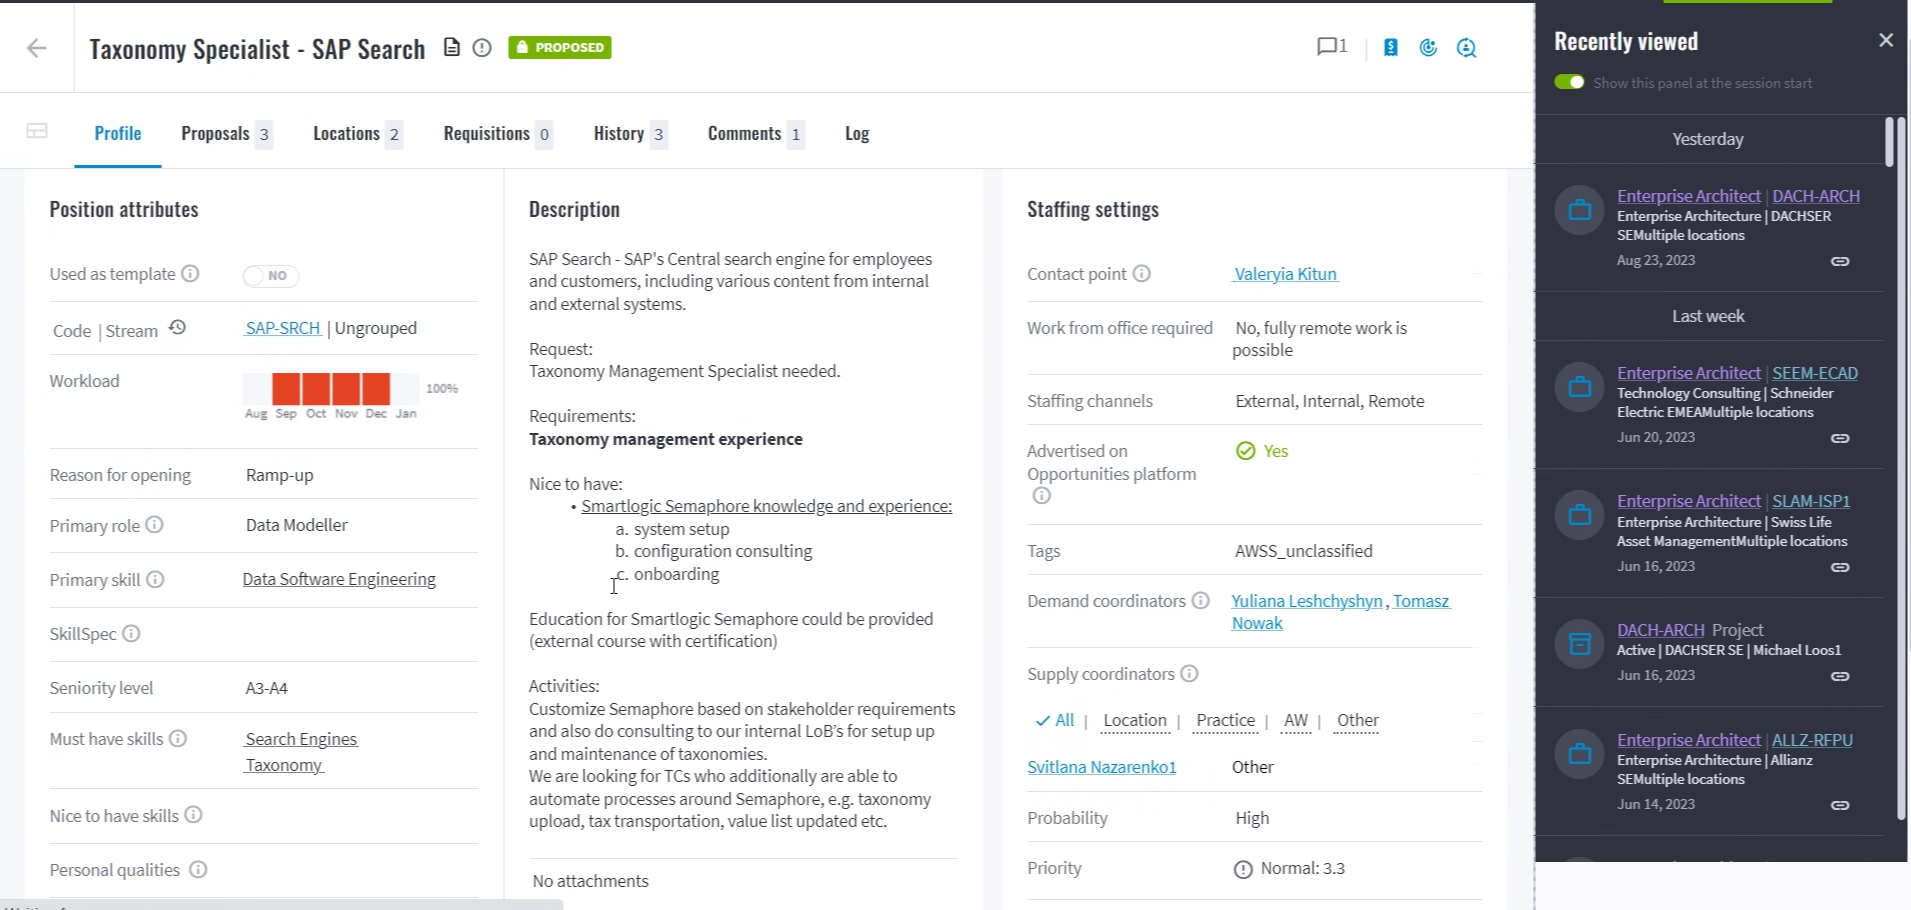 Taxonomy Specialist - SAP Search
PROPOSED
1
Profile
Proposals 3
Locations 2
Requisitions 0
History 3
Comments 1
Log
Position attributes
Used as template
NO
Code | Stream
SAP-SRCH | Ungrouped
Workload
100%
Aug Sep Oct Nov Dec Jan
Reason for opening
Ramp-up
Primary role
Data Modeller
Primary skill
Data Software Engineering
SkillSpec
Seniority level
A3-A4
Must have skills
Search Engines
Taxonomy
Nice to have skills
Personal qualities
Description
SAP Search - SAP's Central search engine for employees
and customers, including various content from internal
and external systems.
Request:
Taxonomy Management Specialist needed.
Requirements:
Taxonomy management experience
Nice to have:
• Smartlogic Semaphore knowledge and experience:
a. system setup
b. configuration consulting
c. onboarding
Education for Smartlogic Semaphore could be provided
(external course with certification)
Activities:
Customize Semaphore based on stakeholder requirements
and also do consulting to our internal LoB's for setup up
and maintenance of taxonomies.
We are looking for TCs who additionally are able to
automate processes around Semaphore, e.g. taxonomy
upload, tax transportation, value list updated etc.
No attachments
Staffing settings
Contact point
Valeryia Kitun
Work from office required
No, fully remote work is
possible
Staffing channels
External, Internal, Remote
Advertised on
Opportunities platform
Yes
Tags
AWSS_unclassified
Demand coordinators
Yuliana Leshchyshyn, Tomasz
Nowak
Supply coordinators
All | Location | Practice | AW | Other
Svitlana Nazarenko1
Other
Probability
High
Priority
Normal: 3.3
Recently viewed
Show this panel at the session start
Yesterday
Enterprise Architect | DACH-ARCH
Enterprise Architecture | DACHSER
SEMultiple locations
Aug 23, 2023
Last week
Enterprise Architect | SEEM-ECAD
Technology Consulting | Schneider
Electric EMEAMultiple locations
Jun 20, 2023
Enterprise Architect | SLAM-ISP1
Enterprise Architecture | Swiss Life
Asset ManagementMultiple locations
Jun 16, 2023
DACH-ARCH Project
Active | DACHSER SE | Michael Loos1
Jun 16, 2023
Enterprise Architect | ALLZ-RFPU
Enterprise Architecture | Allianz
SEMultiple locations
Jun 14, 2023